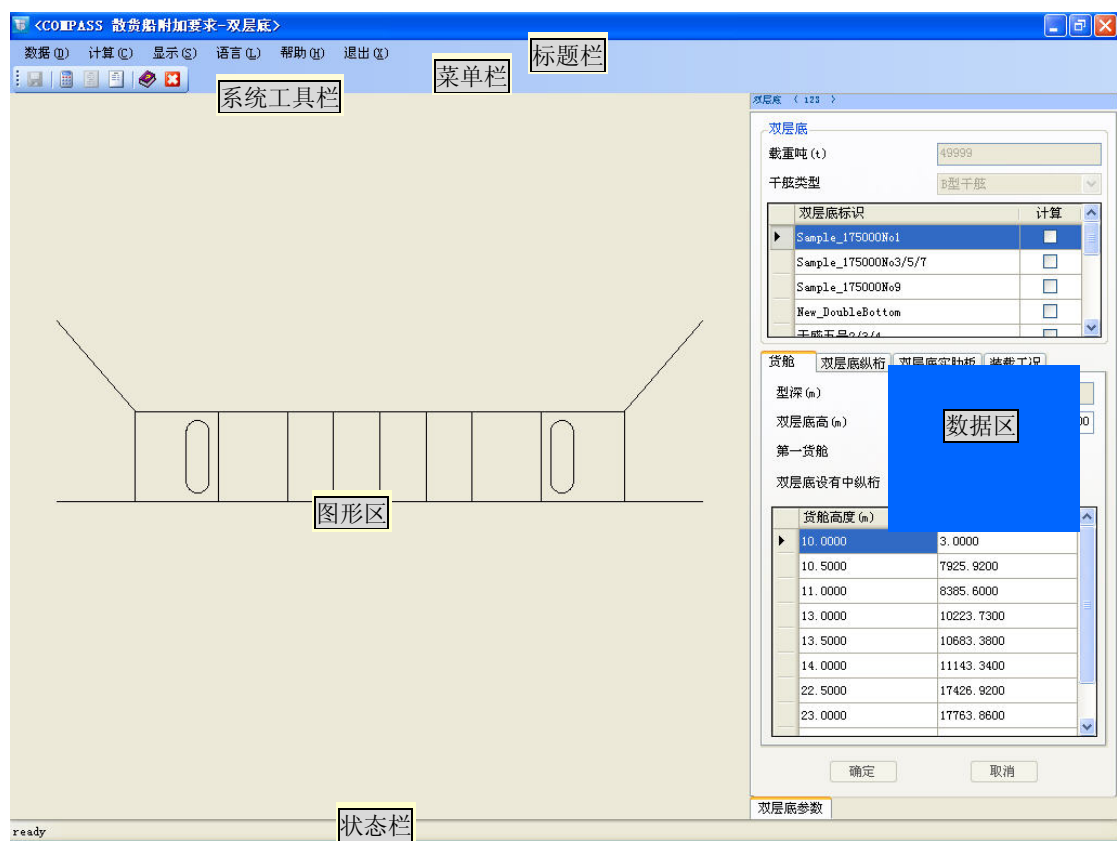 <COMPASS 散货船附加要求-双层底>
标题栏
数据(D) 计算(C) 显示(S) 语言(L) 帮助(H) 退出(X)
菜单栏
系统工具栏
双层底 ( 123 )
双层底
载重吨(t) 49999
干舷类型 B型干舷
双层底标识 计算
Sample_175000No1
Sample_175000No3/5/7
Sample_175000No9
New_DoubleBottom
货舱 双层底纵桁 双层底实肋板 装载工况
型深(m)
双层底高(m) 00
数据区
第一货舱
双层底设有中纵桁
图形区
货舱高度(m)
10.0000 3.0000
10.5000 7925.9200
11.0000 8385.6000
13.0000 10223.7300
13.5000 10683.3800
14.0000 11143.3400
22.5000 17426.9200
23.0000 17763.8600
确定 取消
双层底参数
状态栏
ready